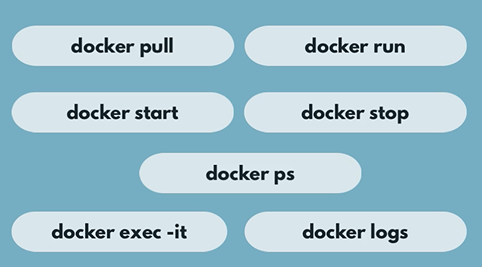 docker pull
docker run
docker start
docker stop
docker ps
docker exec -it
docker logs